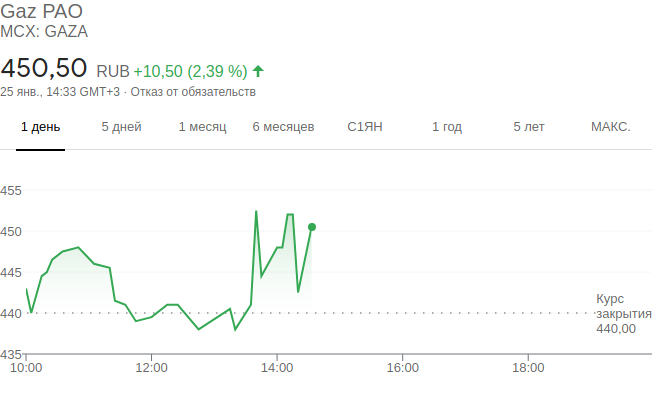 Gaz PAO
MCX: GAZA
450,50 RUB +10,50 (2,39 %)
25 янв., 14:33 GMT+3 · Отказ от обязательств
1 день 5 дней 1 месяц 6 месяцев С1ЯН 1 год 5 лет МАКС.
455
450
445
440
435
Курс
закрытия
440,00
10:00 12:00 14:00 16:00 18:00